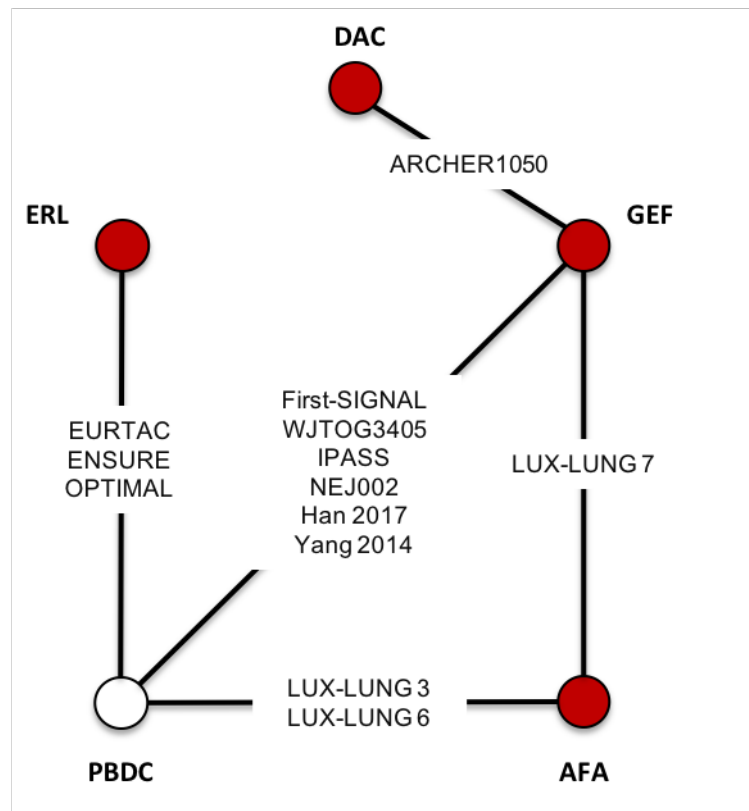 DAC
ARCHER1050
ERL
GEF
First-SIGNAL
WJTOG3405
IPASS
NEJ002
Han 2017
Yang 2014
EURTAC
ENSURE
OPTIMAL
LUX-LUNG 7
LUX-LUNG 3
LUX-LUNG 6
PBDC
AFA